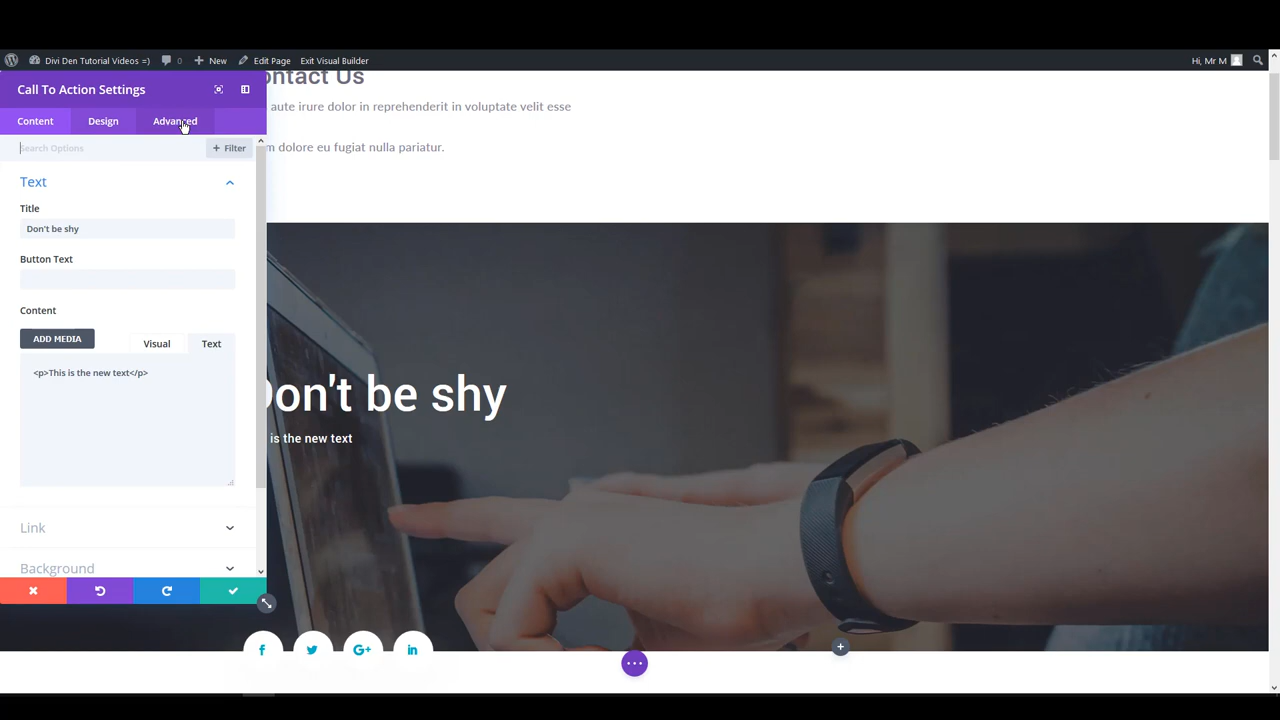 Divi Den Tutorial Videos =) 0 New Edit Page Exit Visual Builder Hi, Mr M
Call To Action Settings
Content Design Advanced
Search Options + Filter
Text
Title
Don't be shy
Button Text
Content
ADD MEDIA Visual Text
<p>This is the new text</p>
Link
Background
ontact Us
aute irure dolor in reprehenderit in voluptate velit esse
m dolore eu fugiat nulla pariatur.
Don't be shy
is the new text
G+ in